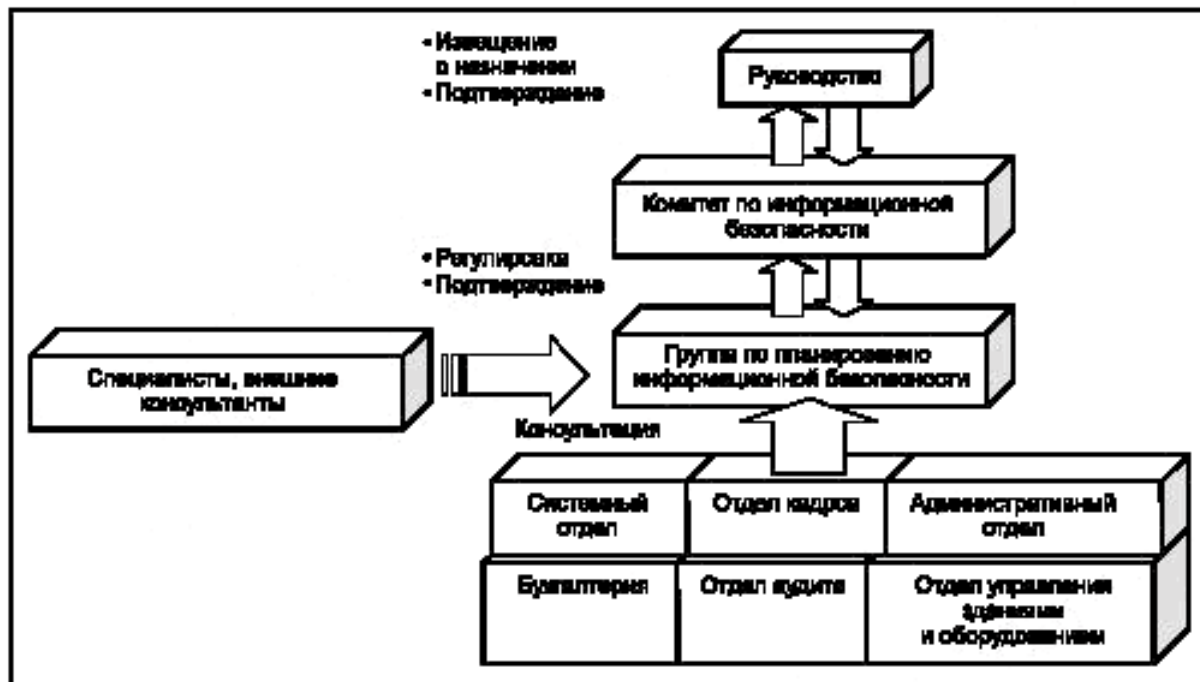 • Извещение
о назначении
• Подтверждение
Руководство
Комитет по информационной
безопасности
• Регулировка
• Подтверждение
Группа по планированию
информационной безопасности
Специалисты, внешние
консультанты
Консультация
Системный
отдел
Отдел кадров
Административный
отдел
Бухгалтерия
Отдел аудита
Отдел управления
зданиями
и оборудованием